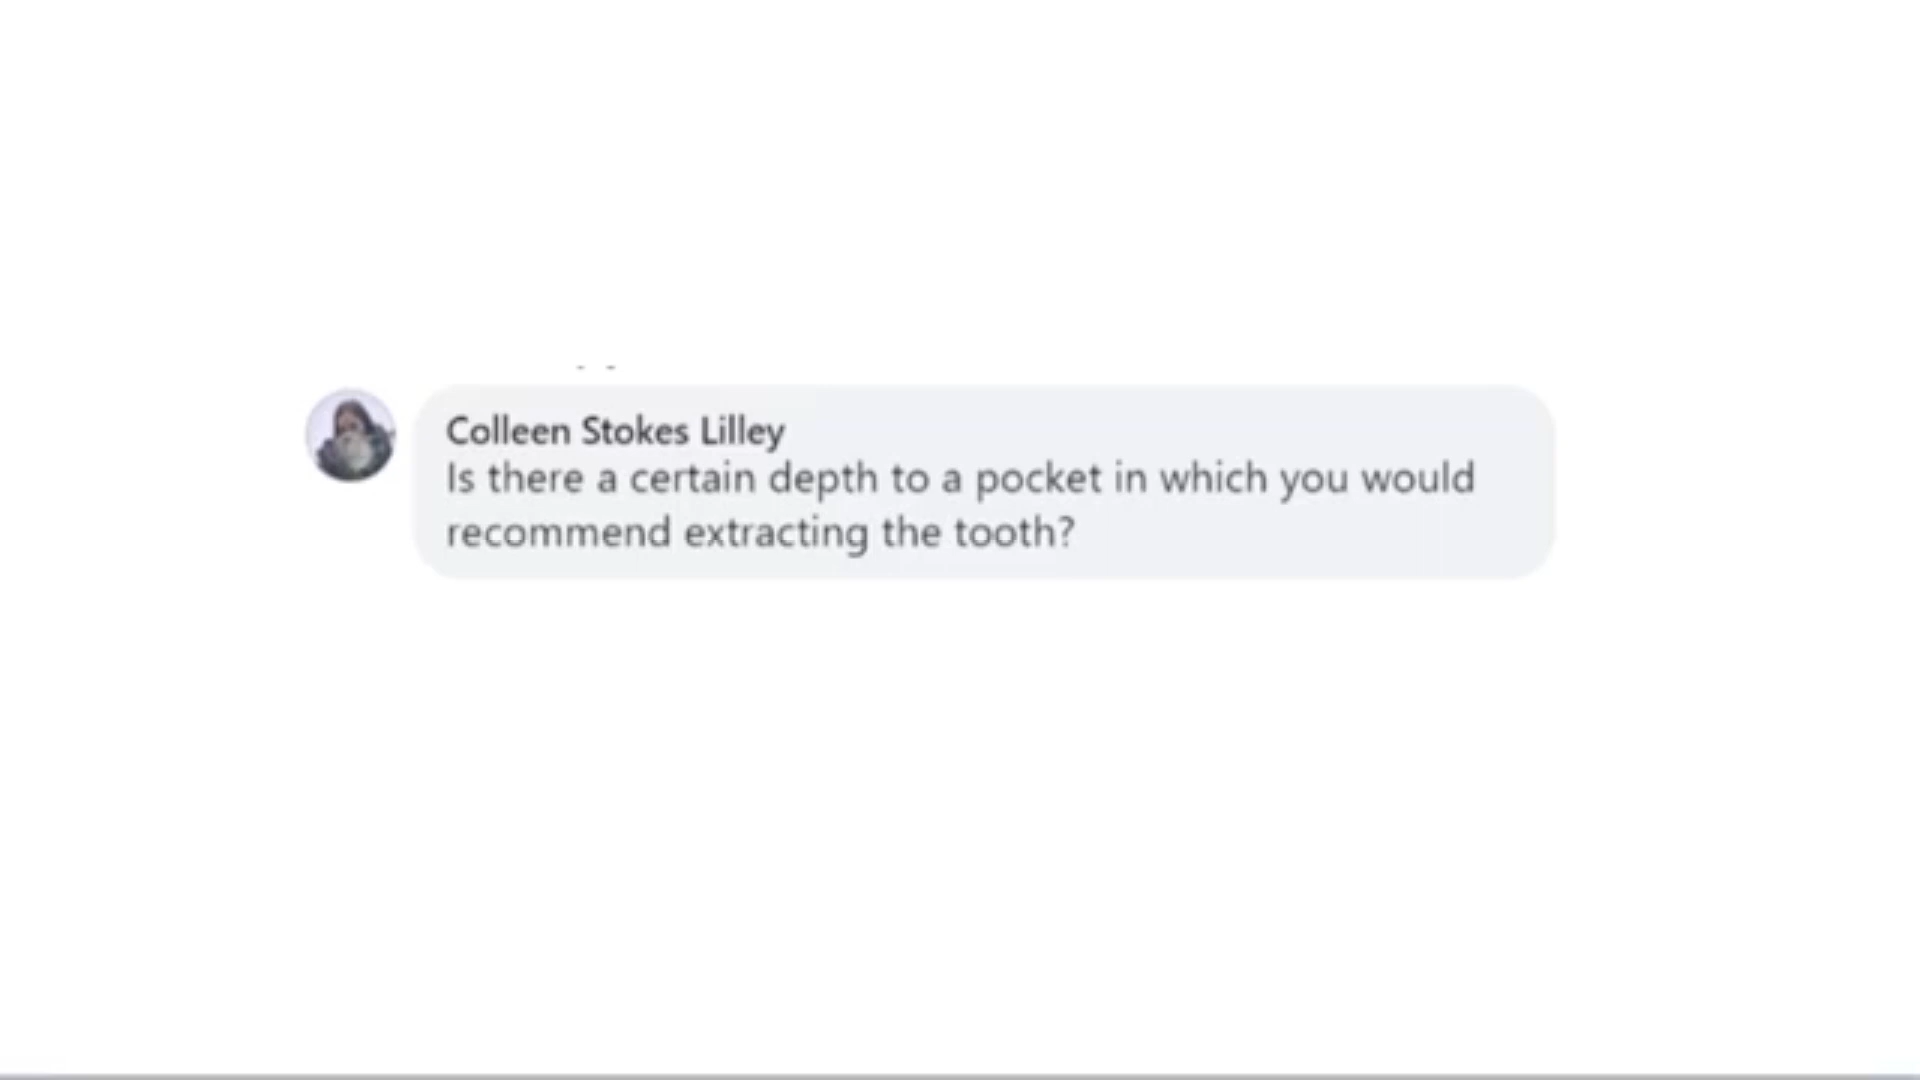 Colleen Stokes Lilley
Is there a certain depth to a pocket in which you would
recommend extracting the tooth?